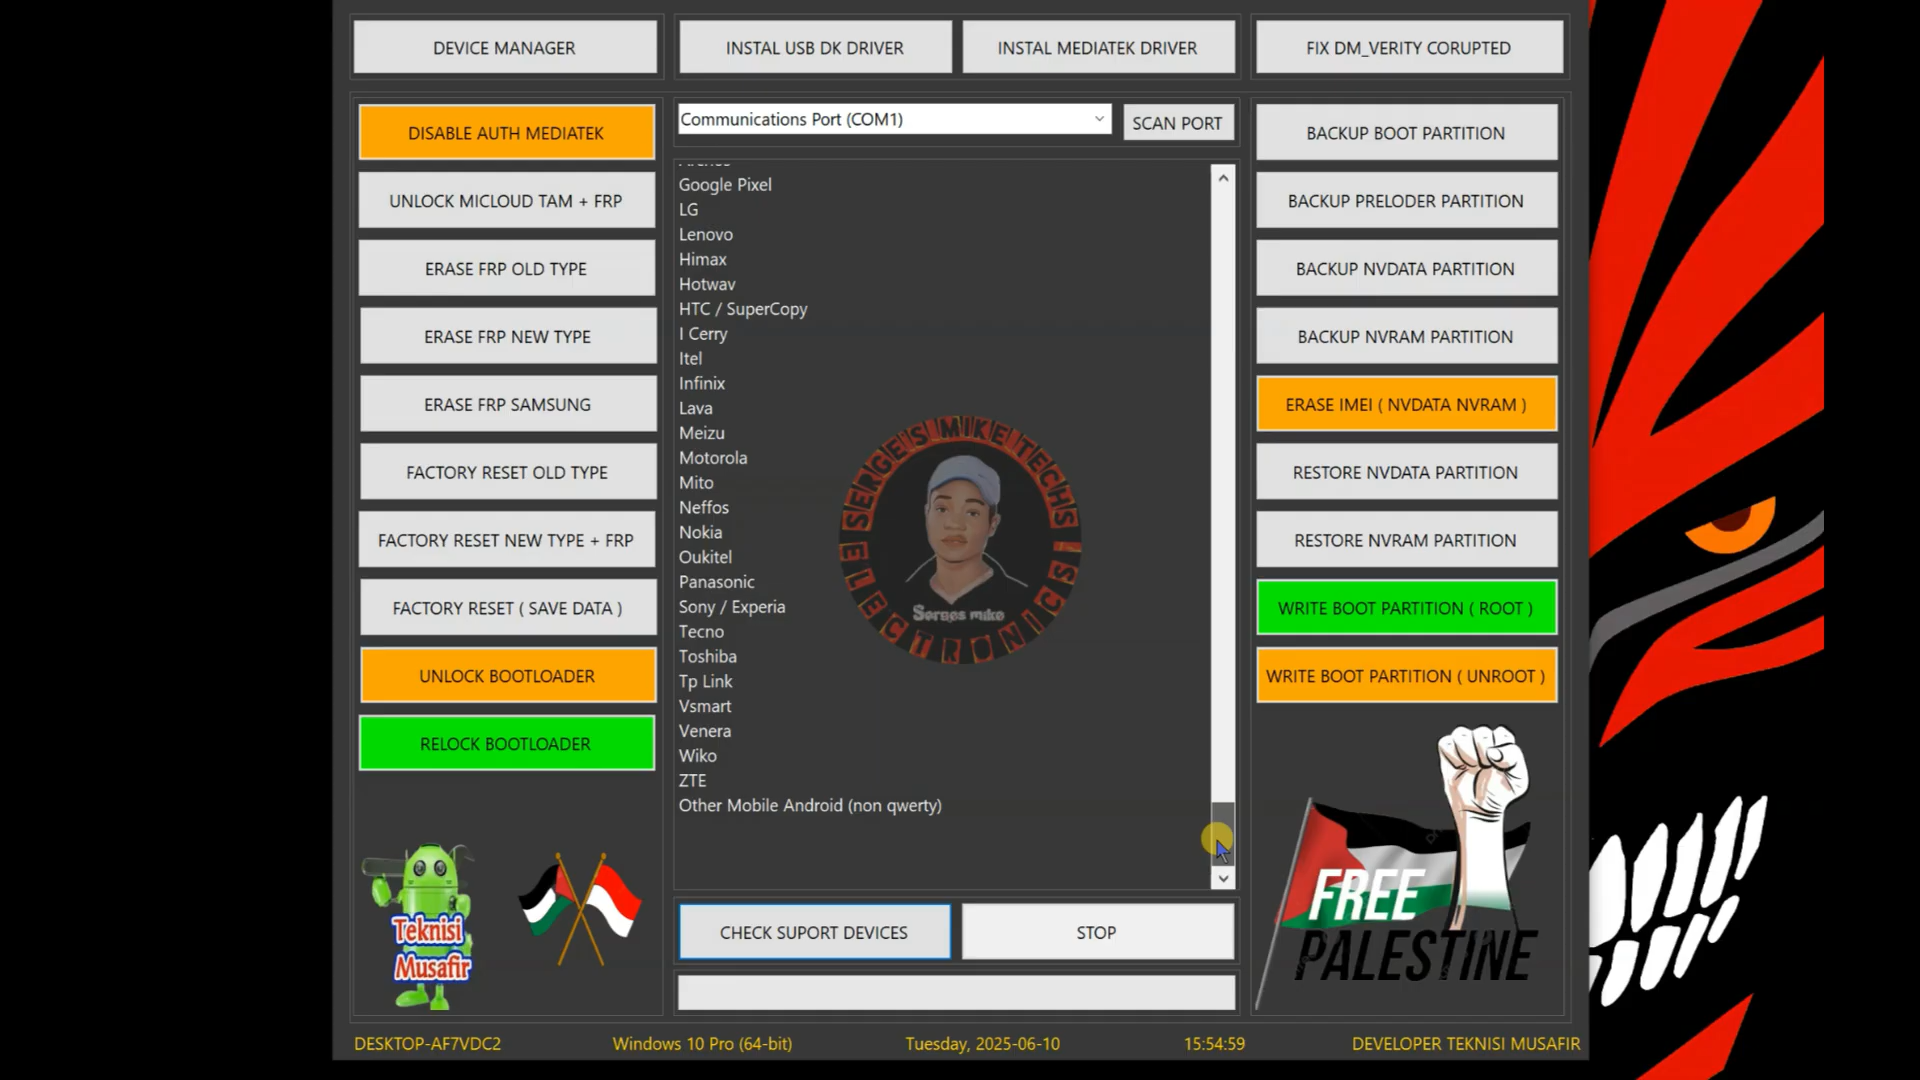 DEVICE MANAGER
INSTAL USB DK DRIVER
INSTAL MEDIATEK DRIVER
FIX DM_VERITY CORUPTED
DISABLE AUTH MEDIATEK
UNLOCK MICLOUD TAM + FRP
ERASE FRP OLD TYPE
ERASE FRP NEW TYPE
ERASE FRP SAMSUNG
FACTORY RESET OLD TYPE
FACTORY RESET NEW TYPE + FRP
FACTORY RESET ( SAVE DATA )
UNLOCK BOOTLOADER
RELOCK BOOTLOADER
Teknisi
Musafir
Communications Port (COM1)
SCAN PORT
Google Pixel
LG
Lenovo
Himax
Hotwav
HTC / SuperCopy
I Cerry
Itel
Infinix
Lava
Meizu
Motorola
Mito
Neffos
Nokia
Oukitel
Panasonic
Sony / Experia
Tecno
Toshiba
Tp Link
Vsmart
Venera
Wiko
ZTE
Other Mobile Android (non qwerty)
SERGE'S MIKE TECHS
Serges mike
ELECTRONICS
CHECK SUPORT DEVICES
STOP
BACKUP BOOT PARTITION
BACKUP PRELODER PARTITION
BACKUP NVDATA PARTITION
BACKUP NVRAM PARTITION
ERASE IMEI ( NVDATA NVRAM )
RESTORE NVDATA PARTITION
RESTORE NVRAM PARTITION
WRITE BOOT PARTITION ( ROOT )
WRITE BOOT PARTITION ( UNROOT )
FREE
PALESTINE
DESKTOP-AF7VDC2
Windows 10 Pro (64-bit)
Tuesday, 2025-06-10
15:54:59
DEVELOPER TEKNISI MUSAFIR